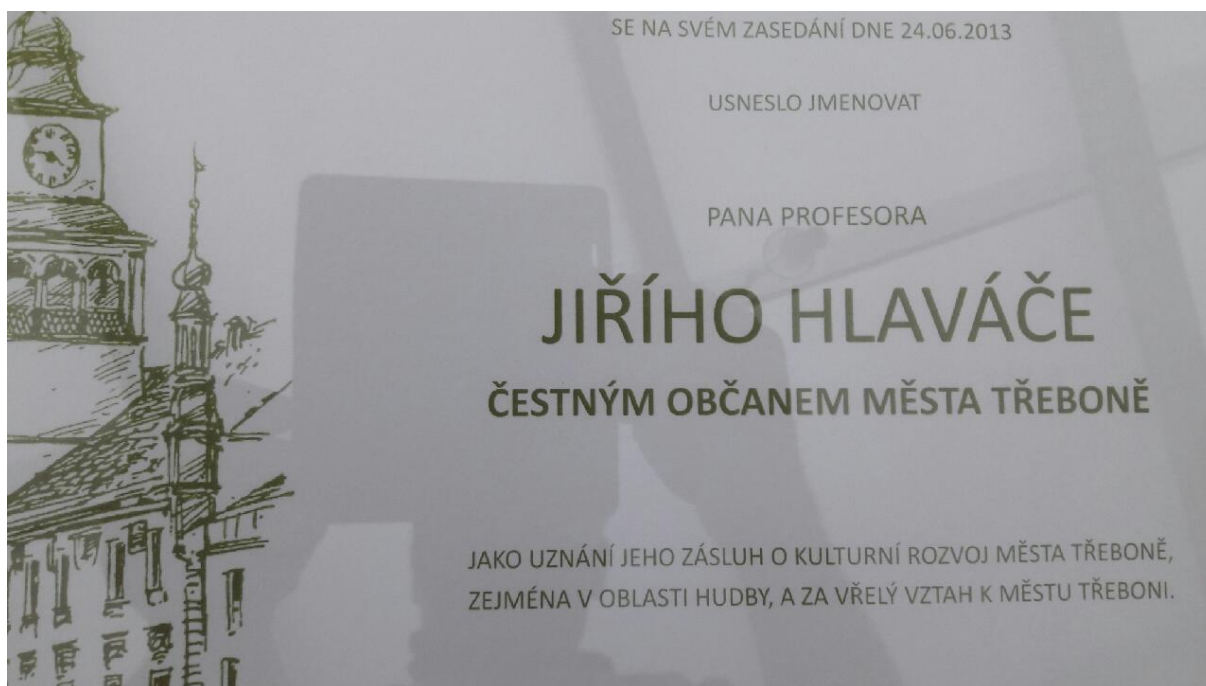 SE NA SVÉM ZASEDÁNÍ DNE 24.06.2013
USNESLO JMENOVAT
PANA PROFESORA
JIŘÍHO HLAVÁČE
ČESTNÝM OBČANEM MĚSTA TŘEBONĚ
JAKO UZNÁNÍ JEHO ZÁSLUH O KULTURNÍ ROZVOJ MĚSTA TŘEBONĚ,
ZEJMÉNA V OBLASTI HUDBY, A ZA VŘELÝ VZTAH K MĚSTU TŘEBONI.